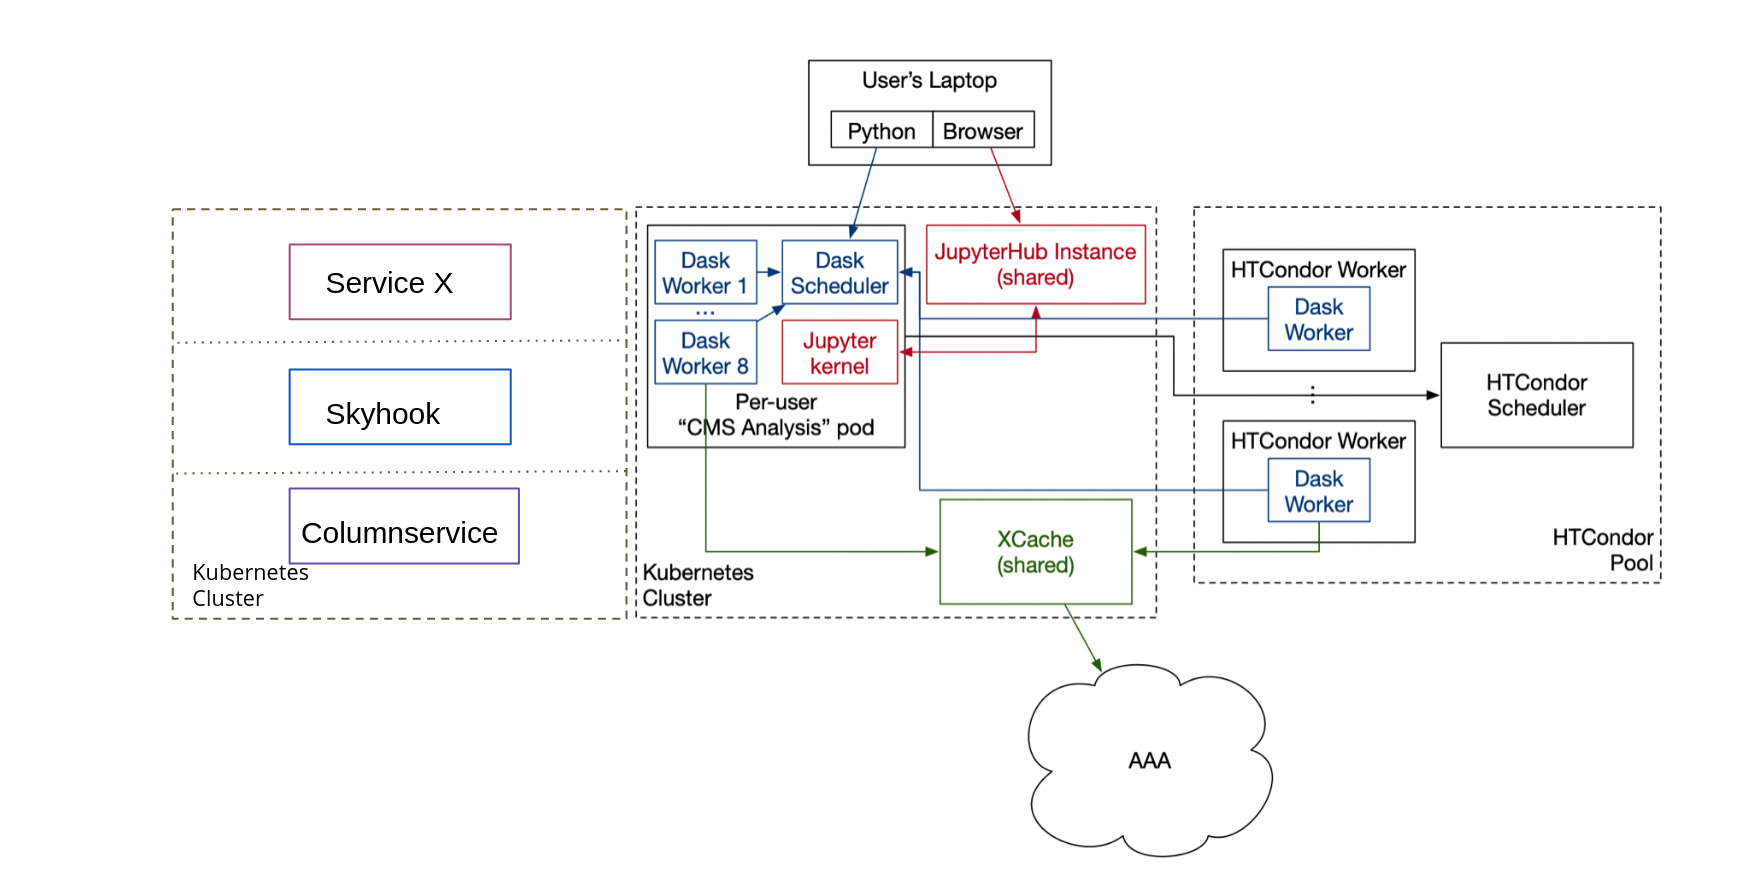 User's Laptop
Python
Browser
Service X
Skyhook
Columnservice
Kubernetes
Cluster
Dask
Worker 1
...
Dask
Worker 8
Dask
Scheduler
Jupyter
kernel
Per-user
“CMS Analysis” pod
JupyterHub Instance
(shared)
XCache
(shared)
Kubernetes
Cluster
HTCondor Worker
Dask
Worker
...
HTCondor Worker
Dask
Worker
HTCondor
Scheduler
HTCondor
Pool
AAA